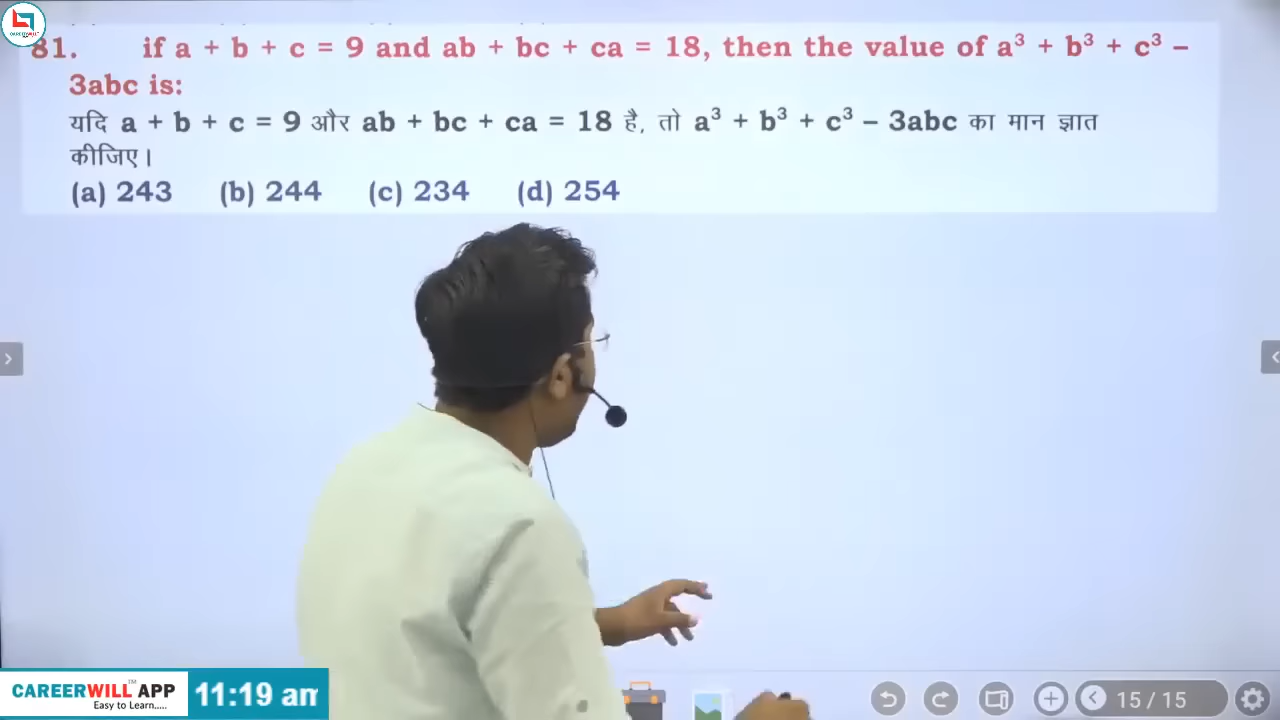 81. if a + b + c = 9 and ab + bc + ca = 18, then the value of a³ + b³ + c³ –
3abc is:
यदि a + b + c = 9 और ab + bc + ca = 18 है, तो a³ + b³ + c³ – 3abc का मान ज्ञात
कीजिए।
(a) 243 (b) 244 (c) 234 (d) 254
CAREERWILL™ APP
Easy to Learn.....
11:19 am
15 / 15